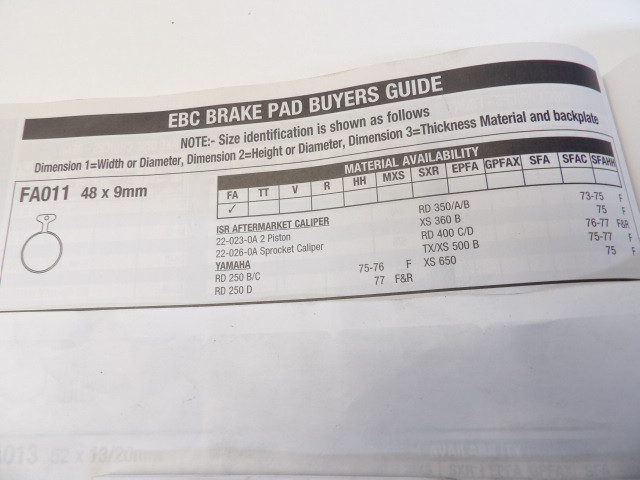 EBC BRAKE PAD BUYERS GUIDE
NOTE:- Size identification is shown as follows
Dimension 1=Width or Diameter, Dimension 2=Height or Diameter, Dimension 3=Thickness Material and backplate
FA011 48 x 9mm
MATERIAL AVAILABILITY
FA TT V R HH MXS SXR EPFA GPFAX SFA SFAC SFAHH
✓
ISR AFTERMARKET CALIPER
22-023-0A 2 Piston
22-026-0A Sprocket Caliper
YAMAHA
RD 250 B/C 75-76 F
RD 250 D 77 F&R
RD 350/A/B 73-75 F
XS 360 B 75 F
RD 400 C/D 76-77 F&R
TX/XS 500 B 75-77 F
XS 650 75 F